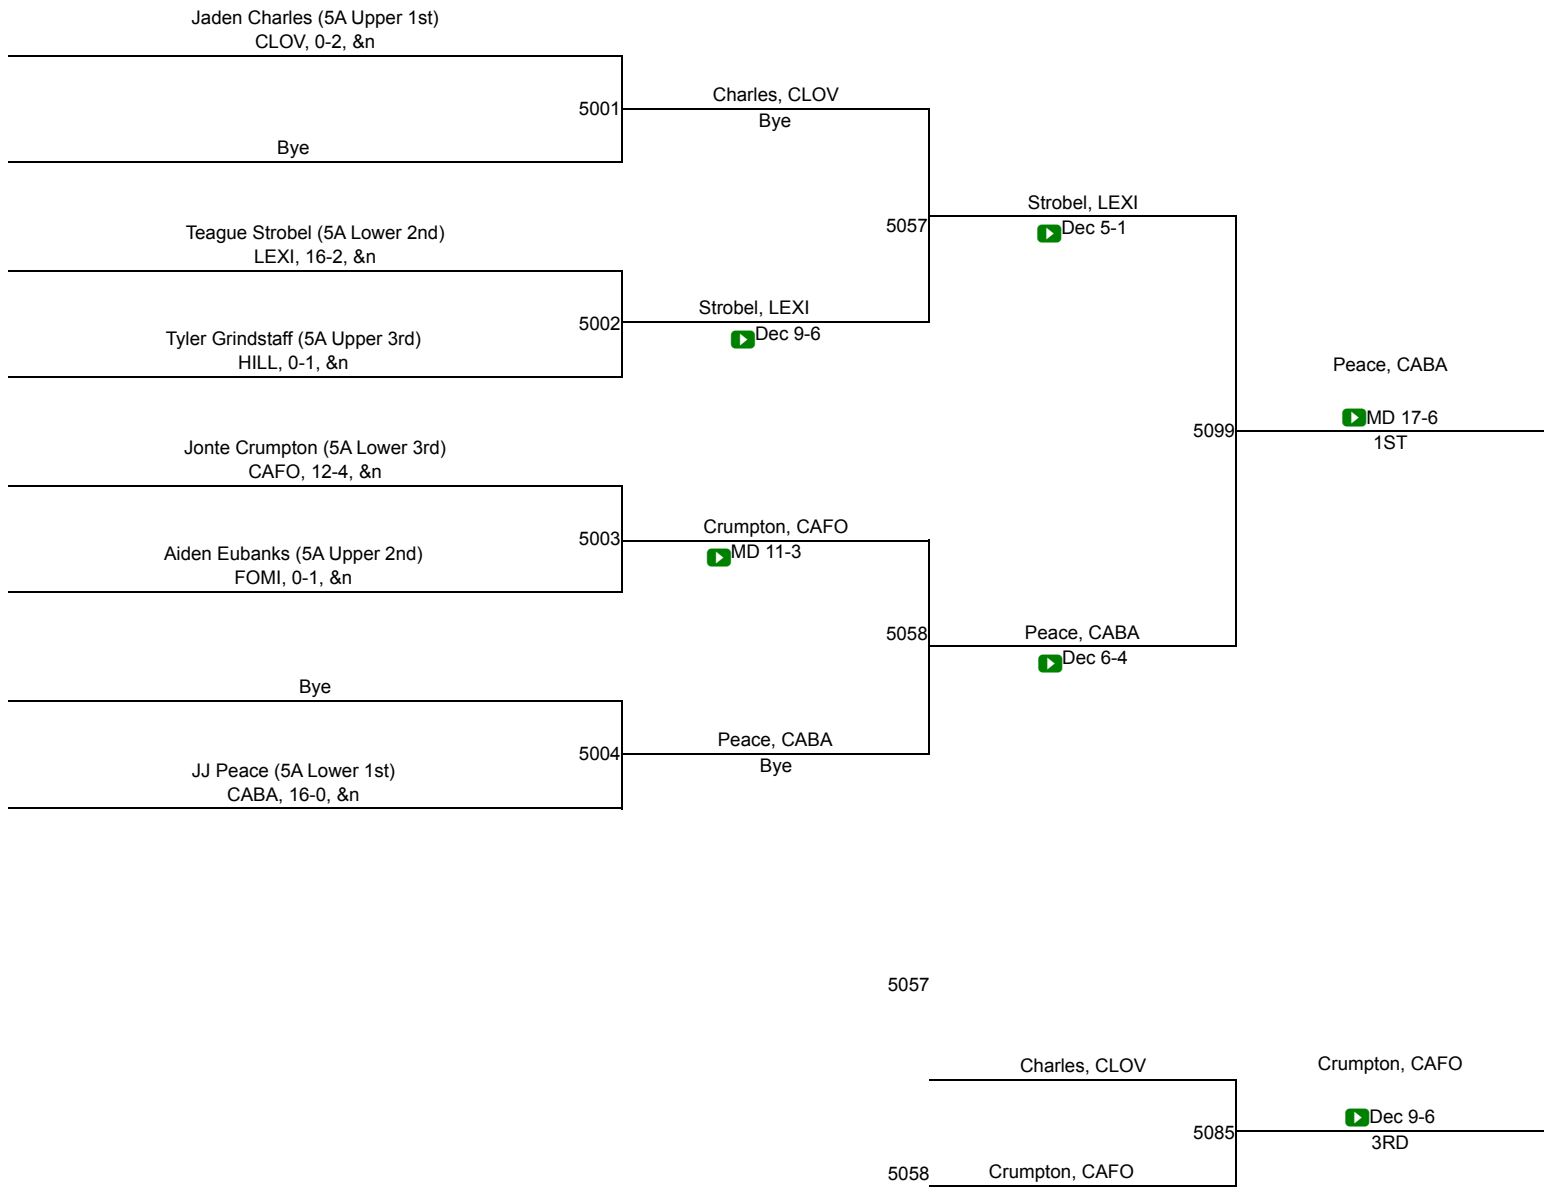 Jaden Charles (5A Upper 1st)
CLOV, 0-2, &n
5001
Charles, CLOV
Bye
Bye
Teague Strobel (5A Lower 2nd)
LEXI, 16-2, &n
5002
Strobel, LEXI
Dec 9-6
Tyler Grindstaff (5A Upper 3rd)
HILL, 0-1, &n
5057
Strobel, LEXI
Dec 5-1
Jonte Crumpton (5A Lower 3rd)
CAFO, 12-4, &n
5003
Crumpton, CAFO
MD 11-3
Aiden Eubanks (5A Upper 2nd)
FOMI, 0-1, &n
5058
Peace, CABA
Dec 6-4
Bye
5004
Peace, CABA
Bye
JJ Peace (5A Lower 1st)
CABA, 16-0, &n
5099
Peace, CABA
MD 17-6
1ST
5057
Charles, CLOV
5058
Crumpton, CAFO
5085
Crumpton, CAFO
Dec 9-6
3RD